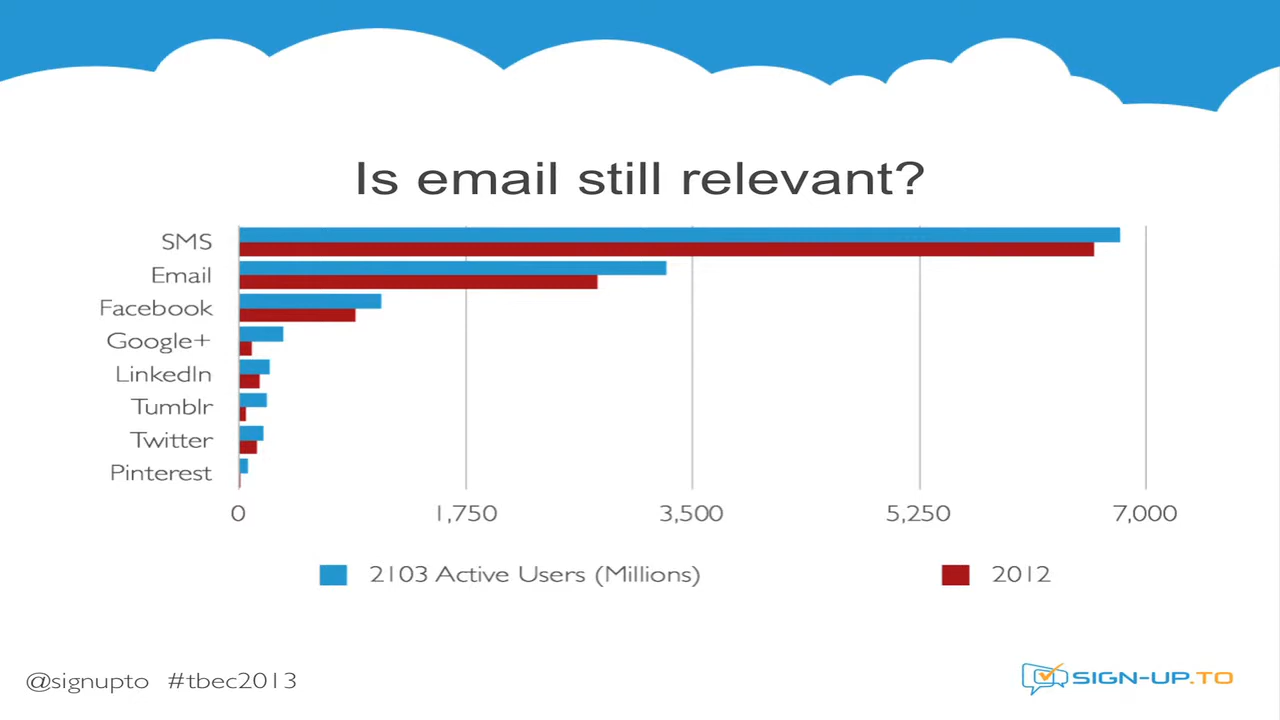 Is email still relevant?
SMS
Email
Facebook
Google+
LinkedIn
Tumblr
Twitter
Pinterest
0 1,750 3,500 5,250 7,000
2103 Active Users (Millions) 2012
@signupto #tbec2013
SIGN-UP.TO